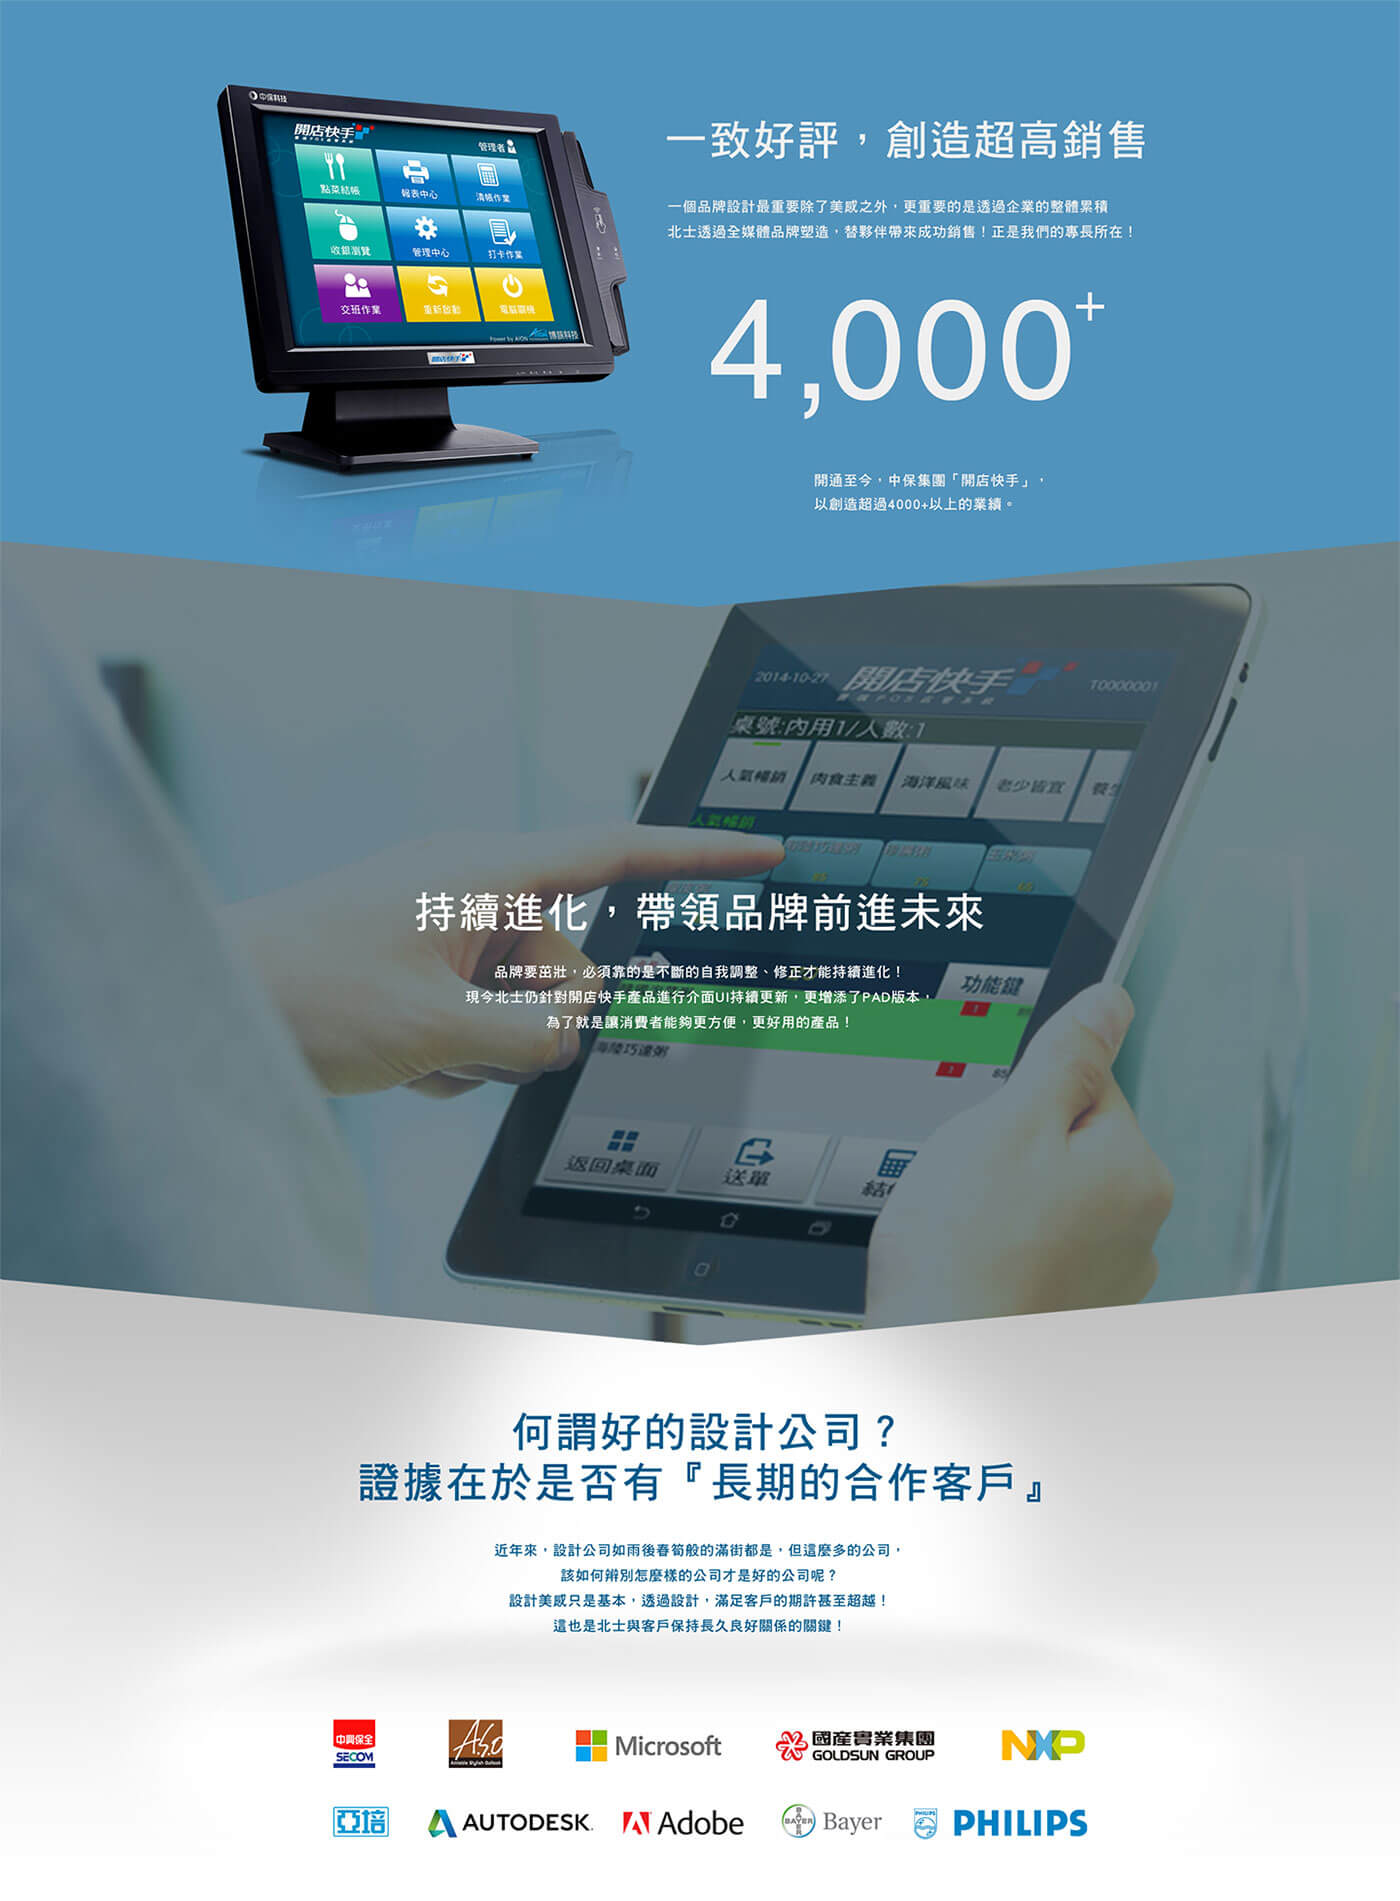 中保科技
開店快手
管理者
點菜結帳
報表中心
清帳作業
收銀瀏覽
管理中心
打卡作業
交班作業
重新啟動
電腦關機
Power by AION
博詠科技
開店快手
一致好評，創造超高銷售
一個品牌設計最重要除了美感之外，更重要的是透過企業的整體累積
北士透過全媒體品牌塑造，替夥伴帶來成功銷售！正是我們的專長所在！
4,000+
開通至今，中保集團「開店快手」，
以創造超過4000+以上的業績。
2014-10-27
開店快手
T0000001
桌號:內用1/人數:1
人氣暢銷
肉食主義
海洋風味
老少皆宜
養生
人氣暢銷
持續進化，帶領品牌前進未來
品牌要茁壯，必須靠的是不斷的自我調整、修正才能持續進化！
現今北士仍針對開店快手產品進行介面UI持續更新，更增添了PAD版本，
為了就是讓消費者能夠更方便，更好用的產品！
功能鍵
1
海陸巧達粥
1
85
返回桌面
送單
何謂好的設計公司？
證據在於是否有『長期的合作客戶』
近年來，設計公司如雨後春筍般的滿街都是，但這麼多的公司，
該如何辨別怎麼樣的公司才是好的公司呢？
設計美感只是基本，透過設計，滿足客戶的期許甚至超越！
這也是北士與客戶保持長久良好關係的關鍵！
中興保全
SECOM
A.S.O
Microsoft
國產實業集團
GOLDSUN GROUP
NXP
亞培
AUTODESK.
Adobe
BAYER
Bayer
PHILIPS
PHILIPS